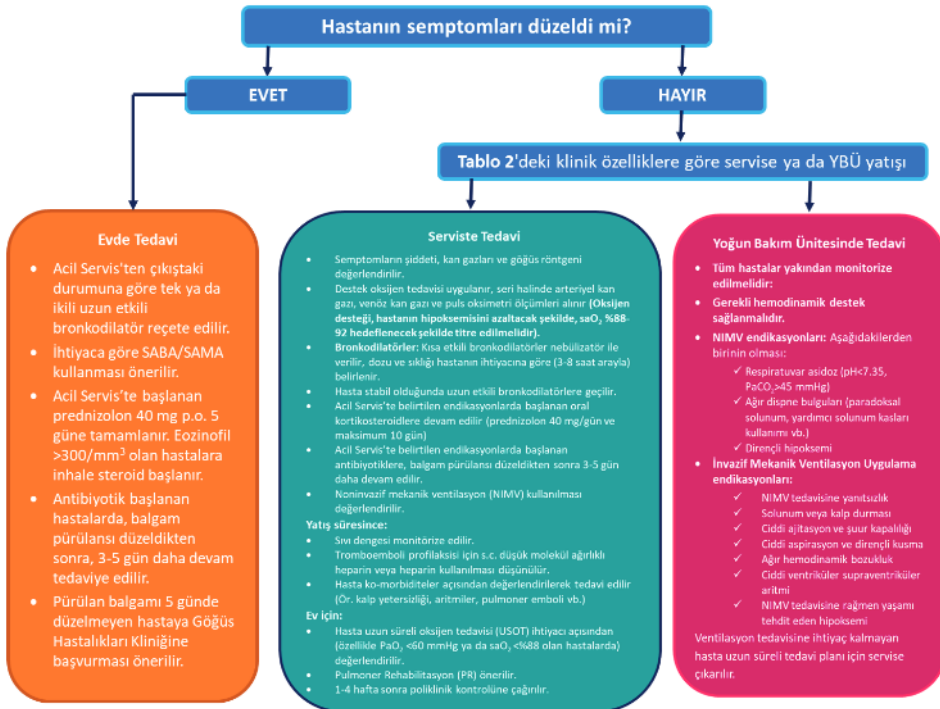 Hastanın semptomları düzeldi mi?
EVET
HAYIR
Tablo 2'deki klinik özelliklere göre servise ya da YBÜ yatışı
Evde Tedavi
• Acil Servis'ten çıkıştaki
durumuna göre tek ya da
ikili uzun etkili
bronkodilatör reçete edilir.
• İhtiyaca göre SABA/SAMA
kullanması önerilir.
• Acil Servis'te başlanan
prednizolon 40 mg p.o. 5
güne tamamlanır. Eozinofil
>300/mm³ olan hastalara
inhale steroid başlanır.
• Antibiyotik başlanan
hastalarda, balgam
pürülansı düzeldikten
sonra, 3-5 gün daha devam
tedaviye edilir.
• Pürülan balgamı 5 günde
düzelmeyen hastaya Göğüs
Hastalıkları Kliniğine
başvurması önerilir.
Serviste Tedavi
• Semptomların şiddeti, kan gazları ve göğüs röntgeni
değerlendirilir.
• Destek oksijen tedavisi uygulanır, seri halinde arteriyel kan
gazı, venöz kan gazı ve puls oksimetri ölçümleri alınır (Oksijen
desteği, hastanın hipoksemisini azaltacak şekilde, saO₂ %88-
92 hedeflenecek şekilde titre edilmelidir).
• Bronkodilatörler: Kısa etkili bronkodilatörler nebülizatör ile
verilir, dozu ve sıklığı hastanın ihtiyacına göre (3-8 saat arayla)
belirlenir.
• Hasta stabil olduğunda uzun etkili bronkodilatörlere geçilir.
• Acil Servis'te belirtilen endikasyonlarda başlanan oral
kortikosteroidlere devam edilir (prednizolon 40 mg/gün ve
maksimum 10 gün)
• Acil Servis'te belirtilen endikasyonlarda başlanan
antibiyotiklere, balgam pürülansı düzeldikten sonra 3-5 gün
daha devam edilir.
• Noninvazif mekanik ventilasyon (NIMV) kullanılması
değerlendirilir.
Yatış süresince:
• Sıvı dengesi monitörize edilir.
• Tromboemboli profilaksisi için s.c. düşük molekül ağırlıklı
heparin veya heparin kullanılması düşünülür.
• Hasta ko-morbiditeler açısından değerlendirilerek tedavi edilir
(Ör. kalp yetersizliği, aritmiler, pulmoner emboli vb.)
Ev için:
• Hasta uzun süreli oksijen tedavisi (USOT) ihtiyacı açısından
(özellikle PaO₂ <60 mmHg ya da saO₂ <%88 olan hastalarda)
değerlendirilir.
• Pulmoner Rehabilitasyon (PR) önerilir.
• 1-4 hafta sonra poliklinik kontrolüne çağırılır.
Yoğun Bakım Ünitesinde Tedavi
• Tüm hastalar yakından monitorize
edilmelidir:
• Gerekli hemodinamik destek
sağlanmalıdır.
• NIMV endikasyonları: Aşağıdakilerden
birinin olması:
✓ Respiratuvar asidoz (pH<7.35,
PaCO₂>45 mmHg)
✓ Ağır dispne bulguları (paradoksal
solunum, yardımcı solunum kasları
kullanımı vb.)
✓ Dirençli hipoksemi
• İnvazif Mekanik Ventilasyon Uygulama
endikasyonları:
✓ NIMV tedavisine yanıtsızlık
✓ Solunum veya kalp durması
✓ Ciddi ajitasyon ve şuur kapalılığı
✓ Ciddi aspirasyon ve dirençli kusma
✓ Ağır hemodinamik bozukluk
✓ Ciddi ventriküler supraventriküler
aritmi
✓ NIMV tedavisine rağmen yaşamı
tehdit eden hipoksemi
Ventilasyon tedavisine ihtiyaç kalmayan
hasta uzun süreli tedavi planı için servise
çıkarılır.